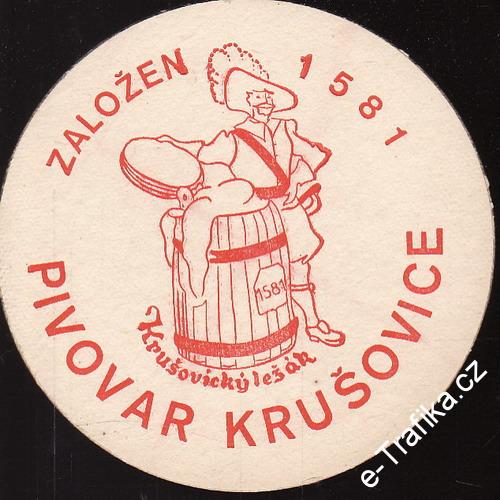 ZALOŽEN 1581
1581
Krušovický ležák
PIVOVAR KRUŠOVICE
e-Trafika.cz